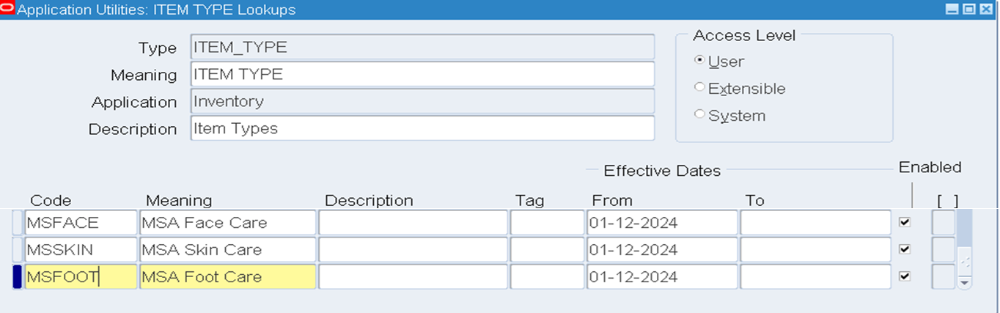 Application Utilities: ITEM TYPE Lookups
Type ITEM_TYPE
Meaning ITEM TYPE
Application Inventory
Description Item Types
Access Level
User
Extensible
System
Effective Dates Enabled
Code Meaning Description Tag From To [ ]
MSFACE MSA Face Care 01-12-2024
MSSKIN MSA Skin Care 01-12-2024
MSFOOT MSA Foot Care 01-12-2024